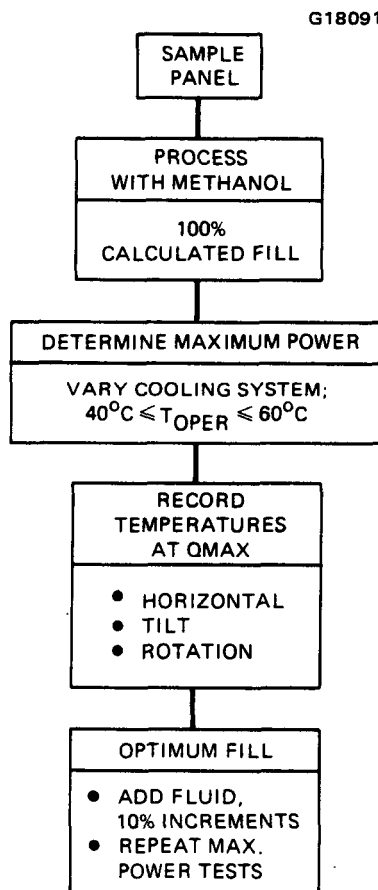 G18091
SAMPLE
PANEL
PROCESS
WITH METHANOL
100%
CALCULATED FILL
DETERMINE MAXIMUM POWER
VARY COOLING SYSTEM;
40°C ≤ TOPER ≤ 60°C
RECORD
TEMPERATURES
AT QMAX
● HORIZONTAL
● TILT
● ROTATION
OPTIMUM FILL
● ADD FLUID,
10% INCREMENTS
● REPEAT MAX.
POWER TESTS